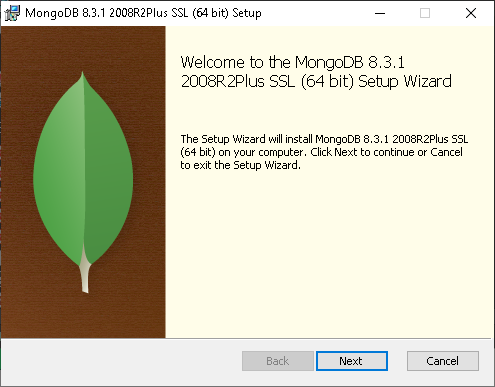 MongoDB 8.3.1 2008R2Plus SSL (64 bit) Setup
Welcome to the MongoDB 8.3.1
2008R2Plus SSL (64 bit) Setup Wizard
The Setup Wizard will install MongoDB 8.3.1 2008R2Plus SSL
(64 bit) on your computer. Click Next to continue or Cancel
to exit the Setup Wizard.
Back
Next
Cancel